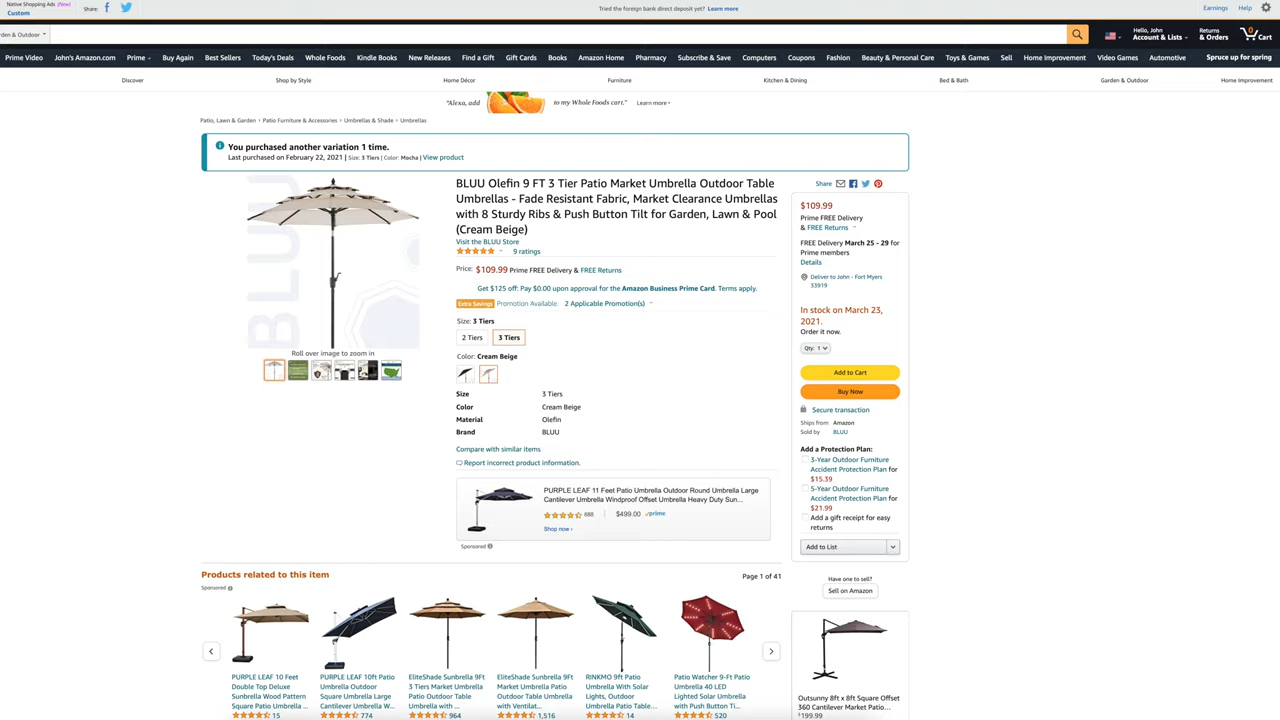 Native Shopping Ads (New)
Custom
Share:
Tried the foreign bank direct deposit yet? Learn more
Earnings
Help
den & Outdoor
Hello, John
Account & Lists
Returns
& Orders
0
Cart
Prime Video
John's Amazon.com
Prime
Buy Again
Best Sellers
Today's Deals
Whole Foods
Kindle Books
New Releases
Find a Gift
Gift Cards
Books
Amazon Home
Pharmacy
Subscribe & Save
Computers
Coupons
Fashion
Beauty & Personal Care
Toys & Games
Sell
Home Improvement
Video Games
Automotive
Spruce up for spring
Discover
Shop by Style
Home Décor
Furniture
Kitchen & Dining
Bed & Bath
Garden & Outdoor
Home Improvement
"Alexa, add
to my Whole Foods cart."
Learn more ›
Patio, Lawn & Garden › Patio Furniture & Accessories › Umbrellas & Shade › Umbrellas
You purchased another variation 1 time.
Last purchased on February 22, 2021 | Size: 3 Tiers | Color: Mocha | View product
BLUU
Roll over image to zoom in
BLUU Olefin 9 FT 3 Tier Patio Market Umbrella Outdoor Table
Umbrellas - Fade Resistant Fabric, Market Clearance Umbrellas
with 8 Sturdy Ribs & Push Button Tilt for Garden, Lawn & Pool
(Cream Beige)
Visit the BLUU Store
9 ratings
Price: $109.99 Prime FREE Delivery & FREE Returns
Get $125 off: Pay $0.00 upon approval for the Amazon Business Prime Card. Terms apply.
Extra Savings Promotion Available. 2 Applicable Promotion(s)
Size: 3 Tiers
2 Tiers
3 Tiers
Color: Cream Beige
Size 3 Tiers
Color Cream Beige
Material Olefin
Brand BLUU
Compare with similar items
Report incorrect product information.
PURPLE LEAF 11 Feet Patio Umbrella Outdoor Round Umbrella Large
Cantilever Umbrella Windproof Offset Umbrella Heavy Duty Sun...
688 | $499.00 prime
Shop now ›
Sponsored
Share
$109.99
Prime FREE Delivery
& FREE Returns
FREE Delivery March 25 - 29 for
Prime members
Details
Deliver to John - Fort Myers
33919
In stock on March 23,
2021.
Order it now.
Qty: 1
Add to Cart
Buy Now
Secure transaction
Ships from Amazon
Sold by BLUU
Add a Protection Plan:
3-Year Outdoor Furniture
Accident Protection Plan for
$15.39
5-Year Outdoor Furniture
Accident Protection Plan for
$21.99
Add a gift receipt for easy
returns
Add to List
Have one to sell?
Sell on Amazon
Outsunny 8ft x 8ft Square Offset
360 Cantilever Market Patio...
$199.99
Products related to this item
Page 1 of 41
Sponsored
PURPLE LEAF 10 Feet
Double Top Deluxe
Sunbrella Wood Pattern
Square Patio Umbrella ...
15
PURPLE LEAF 10ft Patio
Umbrella Outdoor
Square Umbrella Large
Cantilever Umbrella W...
774
EliteShade Sunbrella 9Ft
3 Tiers Market Umbrella
Patio Outdoor Table
Umbrella with ...
964
EliteShade Sunbrella 9Ft
Market Umbrella Patio
Outdoor Table Umbrella
with Ventilat...
1,516
RINKMO 9ft Patio
Umbrella With Solar
Lights, Outdoor
Umbrella Patio Table...
14
Patio Watcher 9-Ft Patio
Umbrella 40 LED
Lighted Solar Umbrella
with Push Button Ti...
520